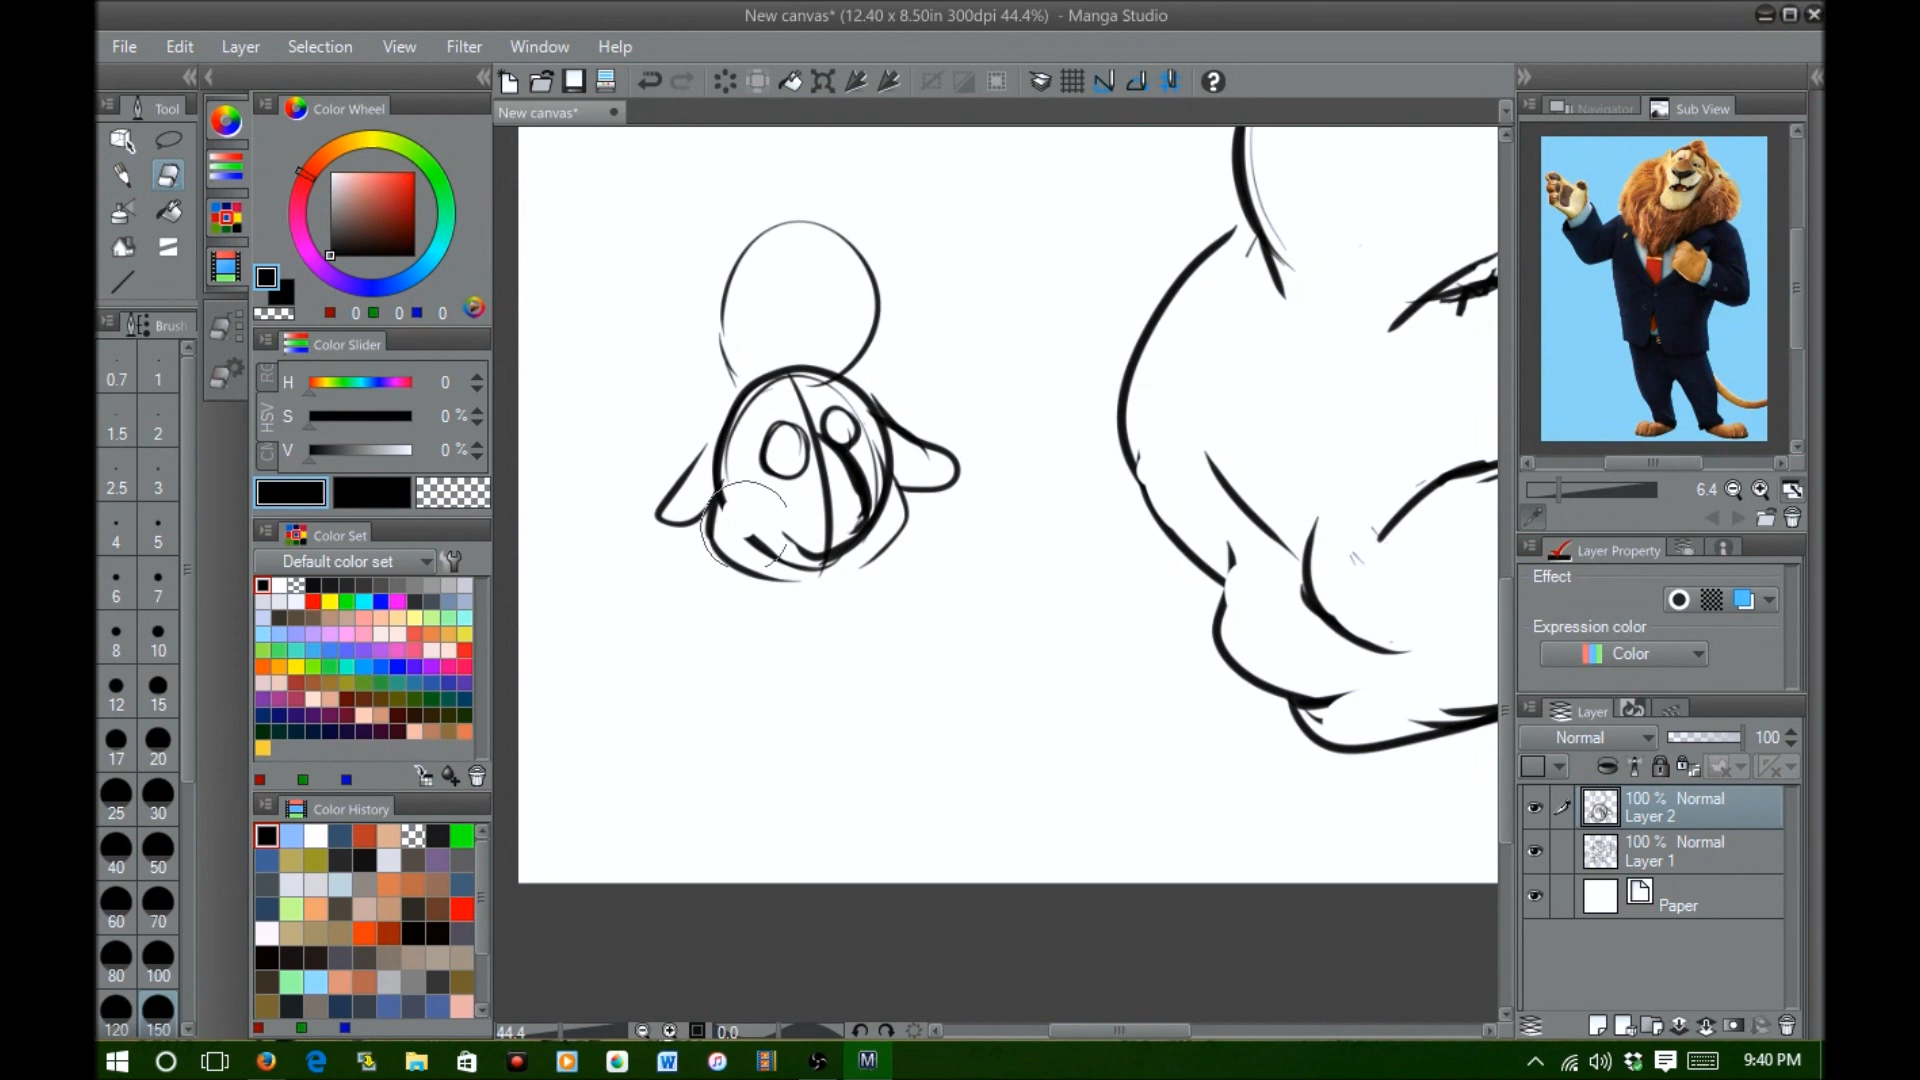 New canvas* (12.40 x 8.50in 300dpi 44.4%) - Manga Studio
File Edit Layer Selection View Filter Window Help
Tool
Color Wheel
New canvas*
Navigator
Sub View
0 0 0
Brush
Color Slider
H 0
S 0 %
V 0 %
HSV
0.7 1
1.5 2
2.5 3
4 5
6 7
8 10
12 15
17 20
25 30
40 50
60 70
80 100
120 150
Color Set
Default color set
Color History
6.4
Layer Property
Effect
Expression color
Color
Layer
Normal 100
100 % Normal
Layer 2
100 % Normal
Layer 1
Paper
44.4 0.0
9:40 PM